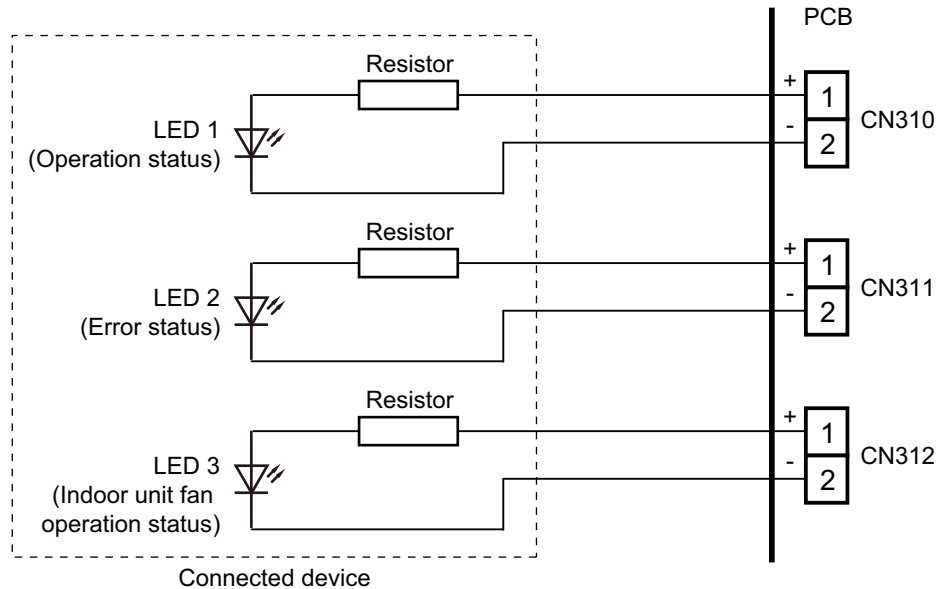 PCB
Resistor
+
1
LED 1
(Operation status)
-
2
CN310
Resistor
+
1
LED 2
(Error status)
-
2
CN311
Resistor
+
1
LED 3
(Indoor unit fan
operation status)
-
2
CN312
Connected device